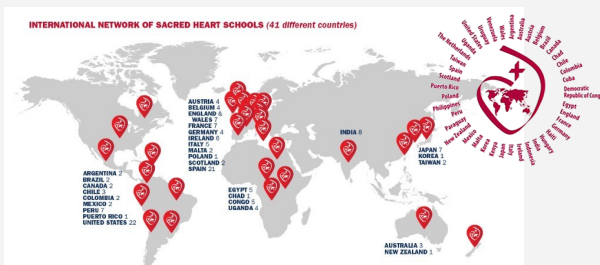 INTERNATIONAL NETWORK OF SACRED HEART SCHOOLS (41 different countries)
AUSTRIA 4
BELGIUM 4
ENGLAND &
WALES 7
FRANCE 7
GERMANY 4
IRELAND 6
ITALY 5
MALTA 2
POLAND 1
SCOTLAND 2
SPAIN 21
INDIA 8
JAPAN 7
KOREA 1
TAIWAN 2
ARGENTINA 2
BRAZIL 2
CANADA 2
CHILE 3
COLOMBIA 2
MEXICO 2
PERU 7
PUERTO RICO 1
UNITED STATES 22
EGYPT 5
CHAD 1
CONGO 5
UGANDA 4
AUSTRALIA 3
NEW ZEALAND 1
Argentina
Australia
Austria
Belgium
Brazil
Canada
Chad
Chile
Colombia
Cuba
Democratic
Republic of Cong
Egypt
England
France
Germany
Haiti
Hungary
India
Indonesia
Ireland
Italy
Japan
Kenya
Korea
Malta
Mexico
New Zealand
Paraguay
Peru
Philippines
Poland
Puerto Rico
Scotland
Spain
Taiwan
The Netherlands
Uganda
United States
Uruguay
Venezuela
Wales